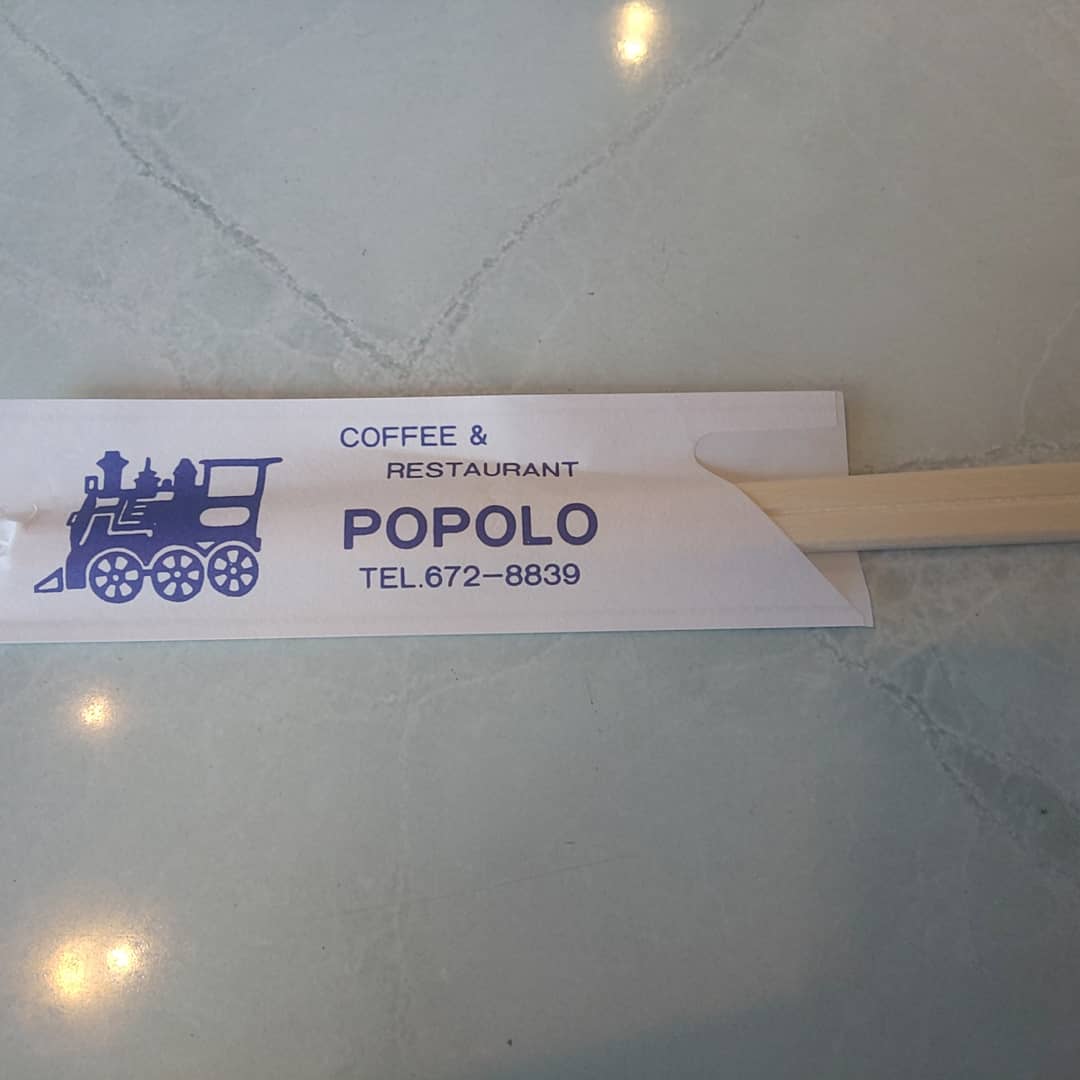 COFFEE &
RESTAURANT
POPOLO
TEL.672-8839